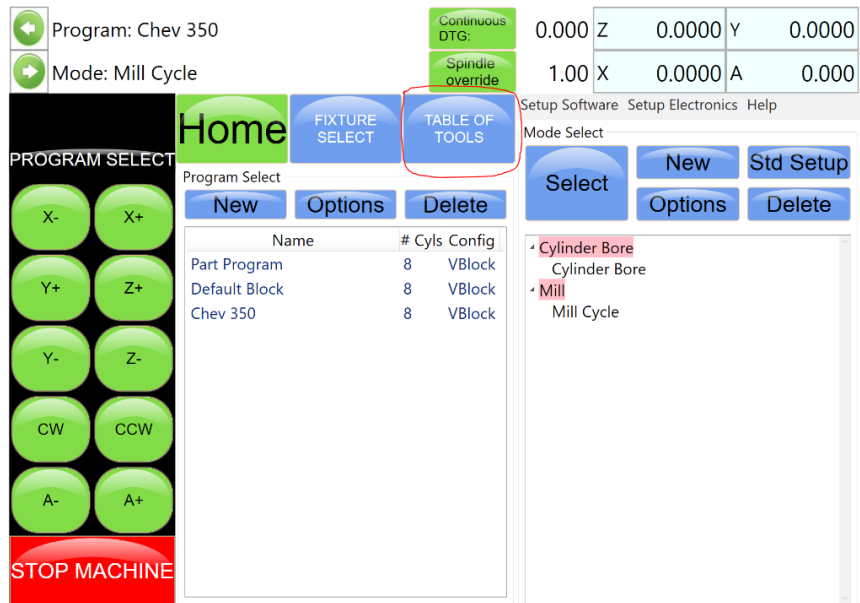 Program: Chev 350
Continuous DTG:
0.000 Z 0.0000 Y 0.0000
Mode: Mill Cycle
Spindle override
1.00 X 0.0000 A 0.000
PROGRAM SELECT
X- X+
Y+ Z+
Y- Z-
CW CCW
A- A+
STOP MACHINE
Home
FIXTURE SELECT
TABLE OF TOOLS
Program Select
New Options Delete
Name # Cyls Config
Part Program 8 VBlock
Default Block 8 VBlock
Chev 350 8 VBlock
Setup Software Setup Electronics Help
Mode Select
Select
New Std Setup
Options Delete
Cylinder Bore
Cylinder Bore
Mill
Mill Cycle